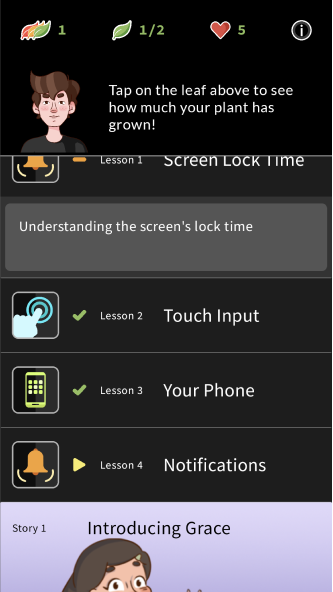 1 1/2 5
Tap on the leaf above to see
how much your plant has
grown!
Lesson 1 Screen Lock Time
Understanding the screen's lock time
Lesson 2 Touch Input
Lesson 3 Your Phone
Lesson 4 Notifications
Story 1 Introducing Grace